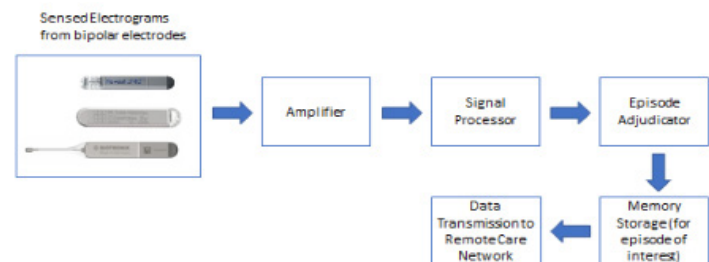 Sensed Electrograms
from bipolar electrodes
Amplifier
Signal
Processor
Episode
Adjudicator
Data
Transmission to
Remote Care
Network
Memory
Storage (for
episode of
interest)